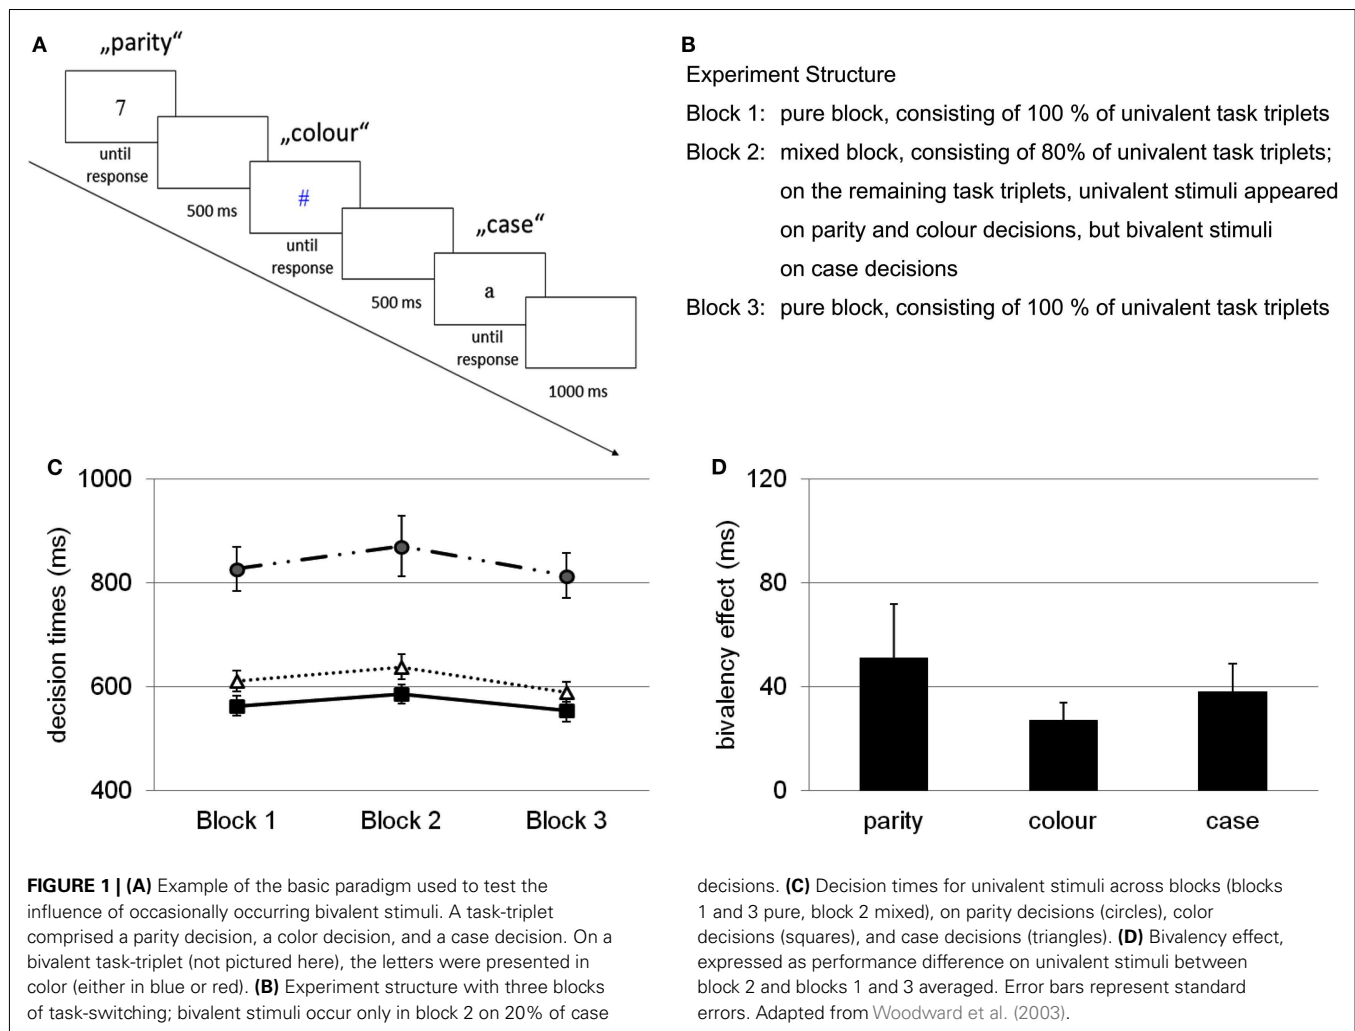 A
„parity“
7
until
response
500 ms
„colour“
#
until
response
500 ms
„case“
a
until
response
1000 ms
B
Experiment Structure
Block 1: pure block, consisting of 100 % of univalent task triplets
Block 2: mixed block, consisting of 80% of univalent task triplets;
on the remaining task triplets, univalent stimuli appeared
on parity and colour decisions, but bivalent stimuli
on case decisions
Block 3: pure block, consisting of 100 % of univalent task triplets
C
decision times (ms)
1000
800
600
400
Block 1 Block 2 Block 3
D
bivalency effect (ms)
120
80
40
0
parity colour case
FIGURE 1 | (A) Example of the basic paradigm used to test the
influence of occasionally occurring bivalent stimuli. A task-triplet
comprised a parity decision, a color decision, and a case decision. On a
bivalent task-triplet (not pictured here), the letters were presented in
color (either in blue or red). (B) Experiment structure with three blocks
of task-switching; bivalent stimuli occur only in block 2 on 20% of case
decisions. (C) Decision times for univalent stimuli across blocks (blocks
1 and 3 pure, block 2 mixed), on parity decisions (circles), color
decisions (squares), and case decisions (triangles). (D) Bivalency effect,
expressed as performance difference on univalent stimuli between
block 2 and blocks 1 and 3 averaged. Error bars represent standard
errors. Adapted from Woodward et al. (2003).